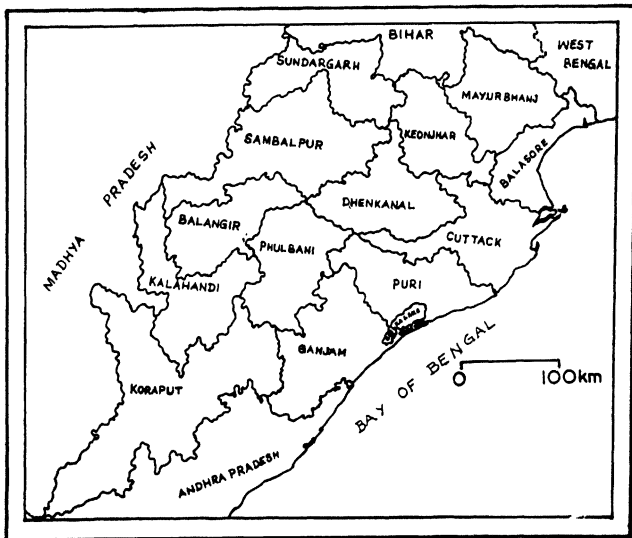 BIHAR
WEST
BENGAL
SUNDARGARH
MAYURBHANJ
KEONJHAR
SAMBALPUR
BALASORE
MADHYA PRADESH
DHENKANAL
BALANGIR
CUTTACK
PHULBANI
KALAHANDI
PURI
GANJAM
KORAPUT
BAY OF BENGAL
0 100km
ANDHRA PRADESH